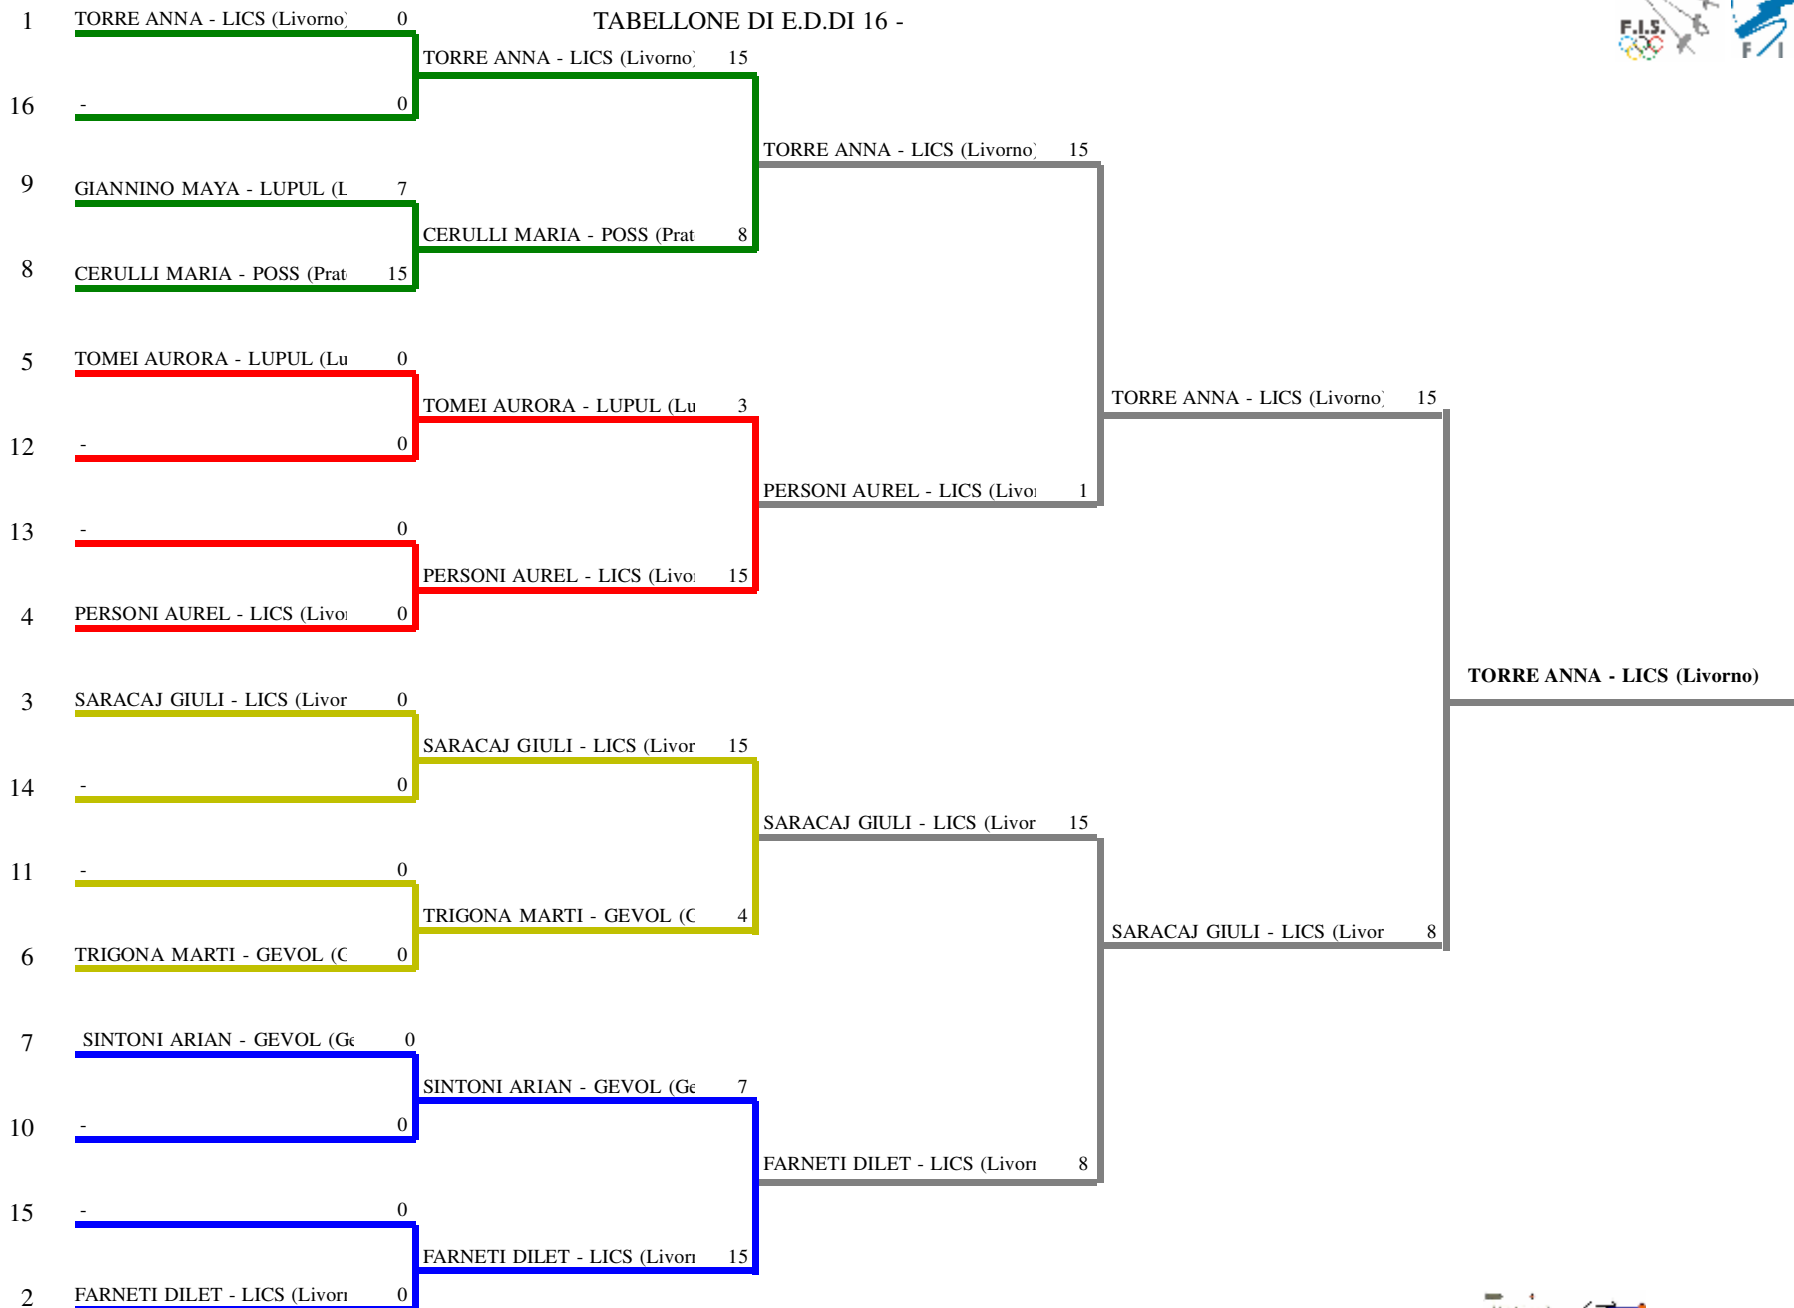 TABELLONE DI E.D.DI 16 -
F.I.S.
F I
1 TORRE ANNA - LICS (Livorno) 0
TORRE ANNA - LICS (Livorno) 15
16 - 0
TORRE ANNA - LICS (Livorno) 15
9 GIANNINO MAYA - LUPUL (L 7
CERULLI MARIA - POSS (Prat 8
8 CERULLI MARIA - POSS (Prat 15
5 TOMEI AURORA - LUPUL (Lu 0
TORRE ANNA - LICS (Livorno) 15
TOMEI AURORA - LUPUL (Lu 3
12 - 0
PERSONI AUREL - LICS (Livor 1
13 - 0
PERSONI AUREL - LICS (Livor 15
4 PERSONI AUREL - LICS (Livor 0
TORRE ANNA - LICS (Livorno)
3 SARACAJ GIULI - LICS (Livor 0
SARACAJ GIULI - LICS (Livor 15
14 - 0
SARACAJ GIULI - LICS (Livor 15
11 - 0
TRIGONA MARTI - GEVOL (G 4
SARACAJ GIULI - LICS (Livor 8
6 TRIGONA MARTI - GEVOL (G 0
7 SINTONI ARIAN - GEVOL (Ge 0
SINTONI ARIAN - GEVOL (Ge 7
10 - 0
FARNETI DILET - LICS (Livorn 8
15 - 0
FARNETI DILET - LICS (Livorn 15
2 FARNETI DILET - LICS (Livorn 0